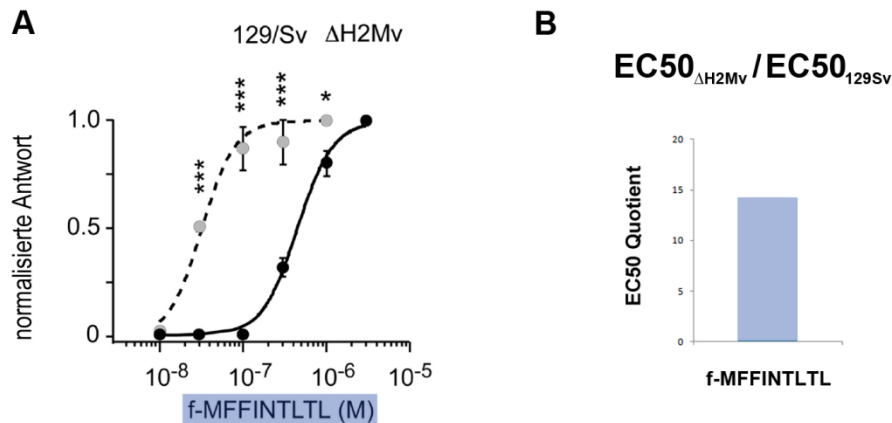 A
129/Sv ΔH2Mv
***
***
***
*
1.0
0.5
0
normalisierte Antwort
10-8 10-7 10-6 10-5
f-MFFINTLTL (M)
B
EC50ΔH2Mv / EC50129Sv
20
15
10
5
0
EC50 Quotient
f-MFFINTLTL